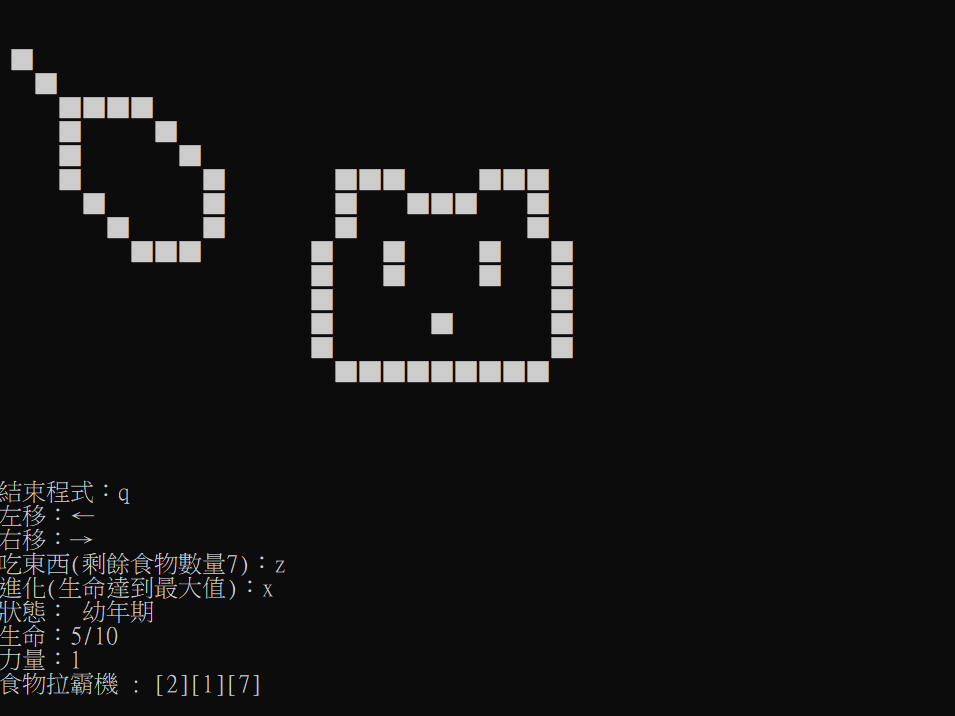 結束程式：q
左移：←
右移：→
吃東西(剩餘食物數量7)：z
進化(生命達到最大值)：x
狀態： 幼年期
生命：5/10
力量：1
食物拉霸機 : [2][1][7]